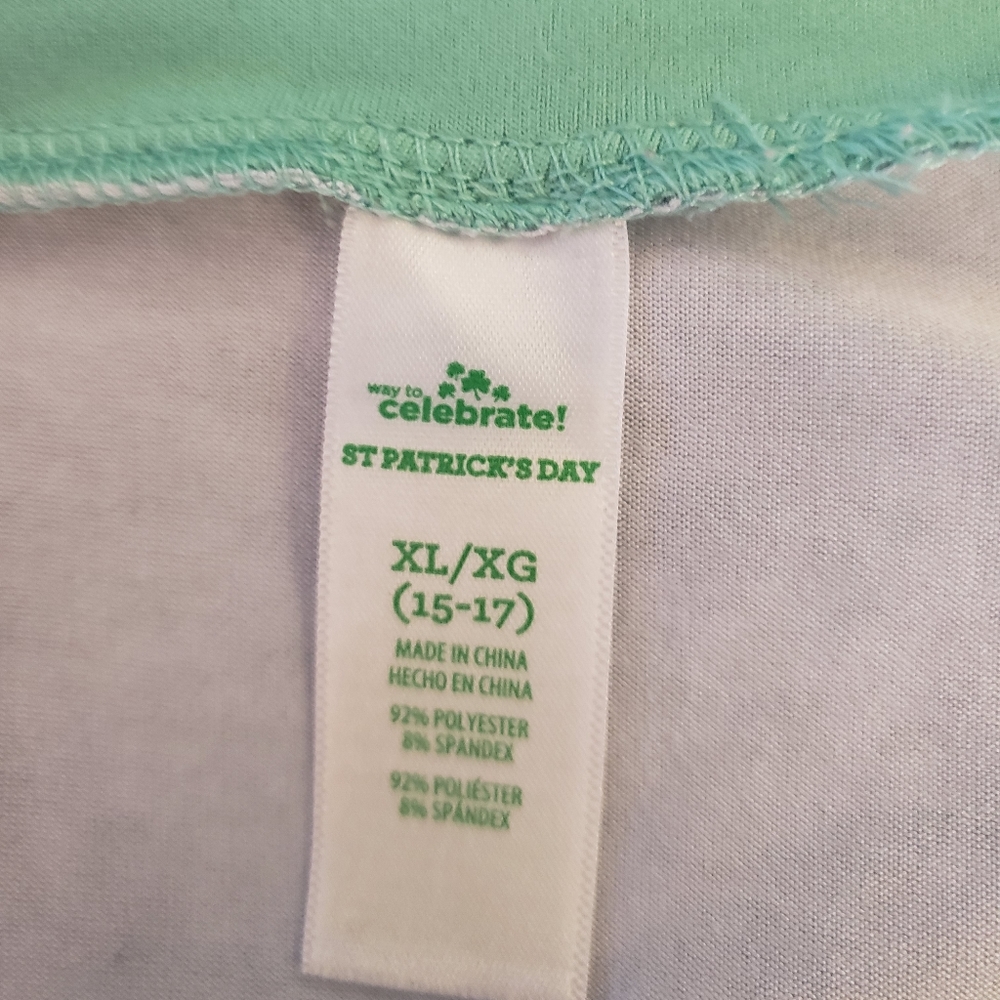 way to
celebrate!
ST PATRICK'S DAY
XL/XG
(15-17)
MADE IN CHINA
HECHO EN CHINA
92% POLYESTER
8% SPANDEX
92% POLIÉSTER
8% SPÁNDEX